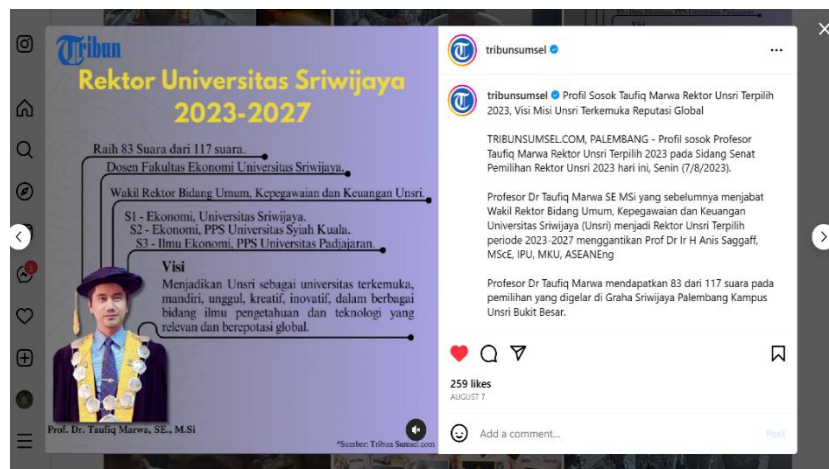 Tribun
Rektor Universitas Sriwijaya
2023-2027
Raih 83 Suara dari 117 suara.
Dosen Fakultas Ekonomi Universitas Sriwijaya.
Wakil Rektor Bidang Umum, Kepegawaian dan Keuangan Unsri.
S1 - Ekonomi, Universitas Sriwijaya.
S2 - Ekonomi, PPS Universitas Syiah Kuala.
S3 - Ilmu Ekonomi, PPS Universitas Padjajaran.
Visi
Menjadikan Unsri sebagai universitas terkemuka,
mandiri, unggul, kreatif, inovatif, dalam berbagai
bidang ilmu pengetahuan dan teknologi yang
relevan dan berepotasi global.
Prof. Dr. Taufiq Marwa, SE., M.Si
*Sumber: Tribun Sumsel.com
tribunsumsel
tribunsumsel Profil Sosok Taufiq Marwa Rektor Unsri Terpilih
2023, Visi Misi Unsri Terkemuka Reputasi Global
TRIBUNSUMSEL.COM, PALEMBANG - Profil sosok Profesor
Taufiq Marwa Rektor Unsri Terpilih 2023 pada Sidang Senat
Pemilihan Rektor Unsri 2023 hari ini, Senin (7/8/2023).
Profesor Dr Taufiq Marwa SE MSi yang sebelumnya menjabat
Wakil Rektor Bidang Umum, Kepegawaian dan Keuangan
Universitas Sriwijaya (Unsri) menjadi Rektor Unsri Terpilih
periode 2023-2027 menggantikan Prof Dr Ir H Anis Saggaff,
MScE, IPU, MKU, ASEANEng
Profesor Dr Taufiq Marwa mendapatkan 83 dari 117 suara pada
pemilihan yang digelar di Graha Sriwijaya Palembang Kampus
Unsri Bukit Besar.
259 likes
AUGUST 7
Add a comment...
Post